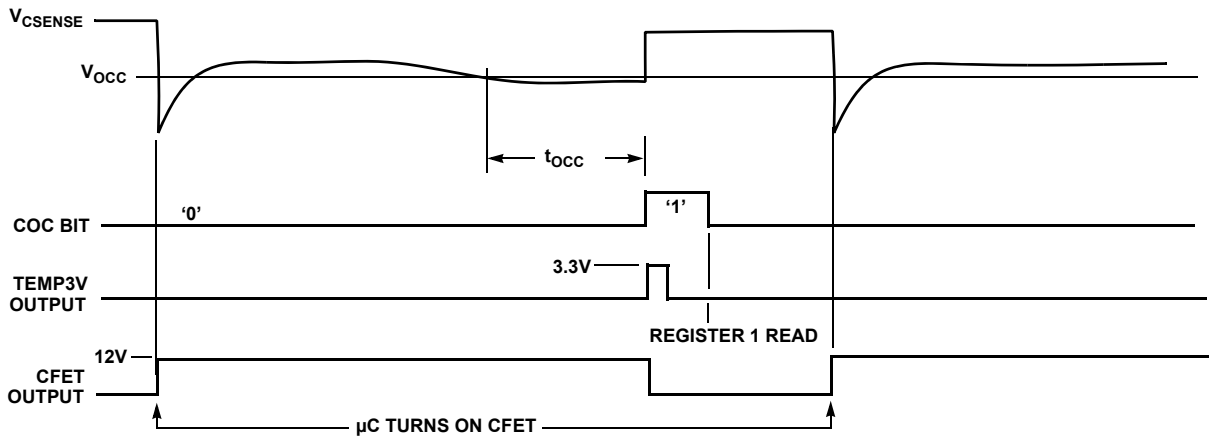 VCSENSE
VOCC
tOCC
'0'
'1'
COC BIT
3.3V
TEMP3V
OUTPUT
REGISTER 1 READ
12V
CFET
OUTPUT
µC TURNS ON CFET